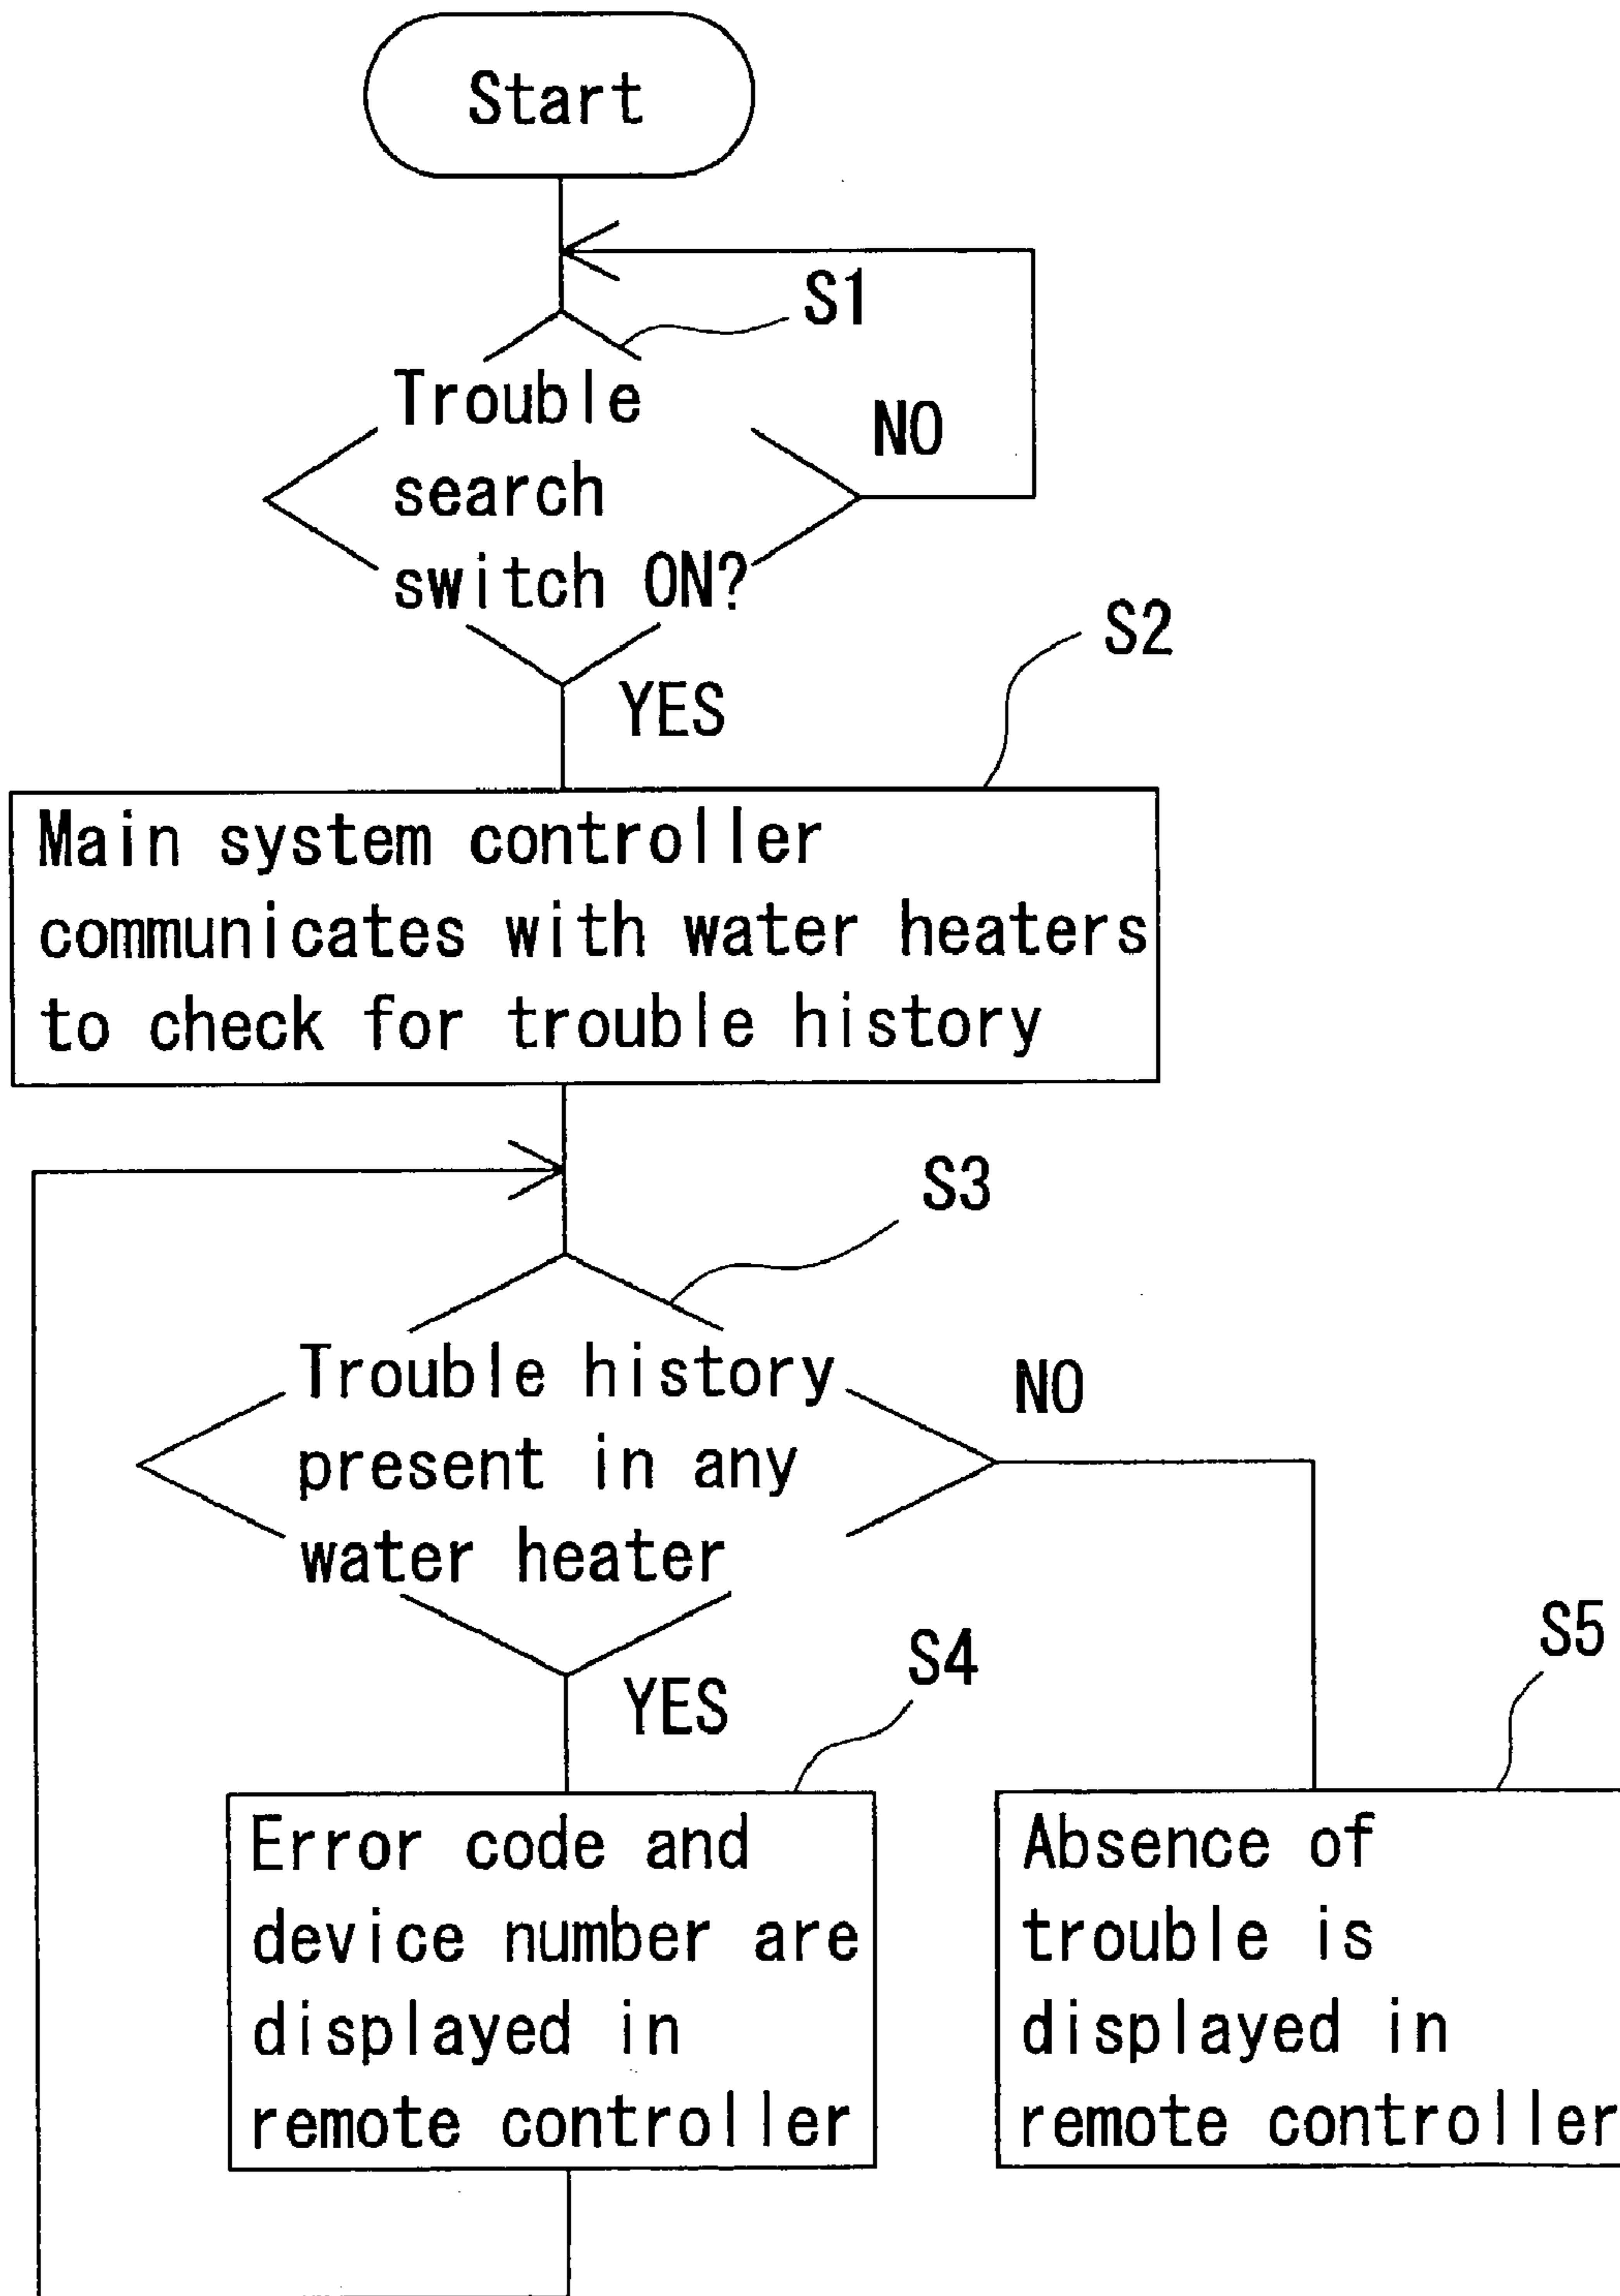 Start
S1
Trouble
search
switch ON?
NO
YES
S2
Main system controller
communicates with water heaters
to check for trouble history
S3
Trouble history
present in any
water heater
NO
YES
S4
Error code and
device number are
displayed in
remote controller
S5
Absence of
trouble is
displayed in
remote controller